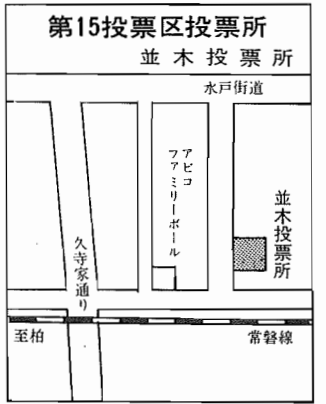 第15投票区投票所
並木投票所
水戸街道
アビコ
ファミリーボール
並木投票所
久寺家通り
至柏
常磐線